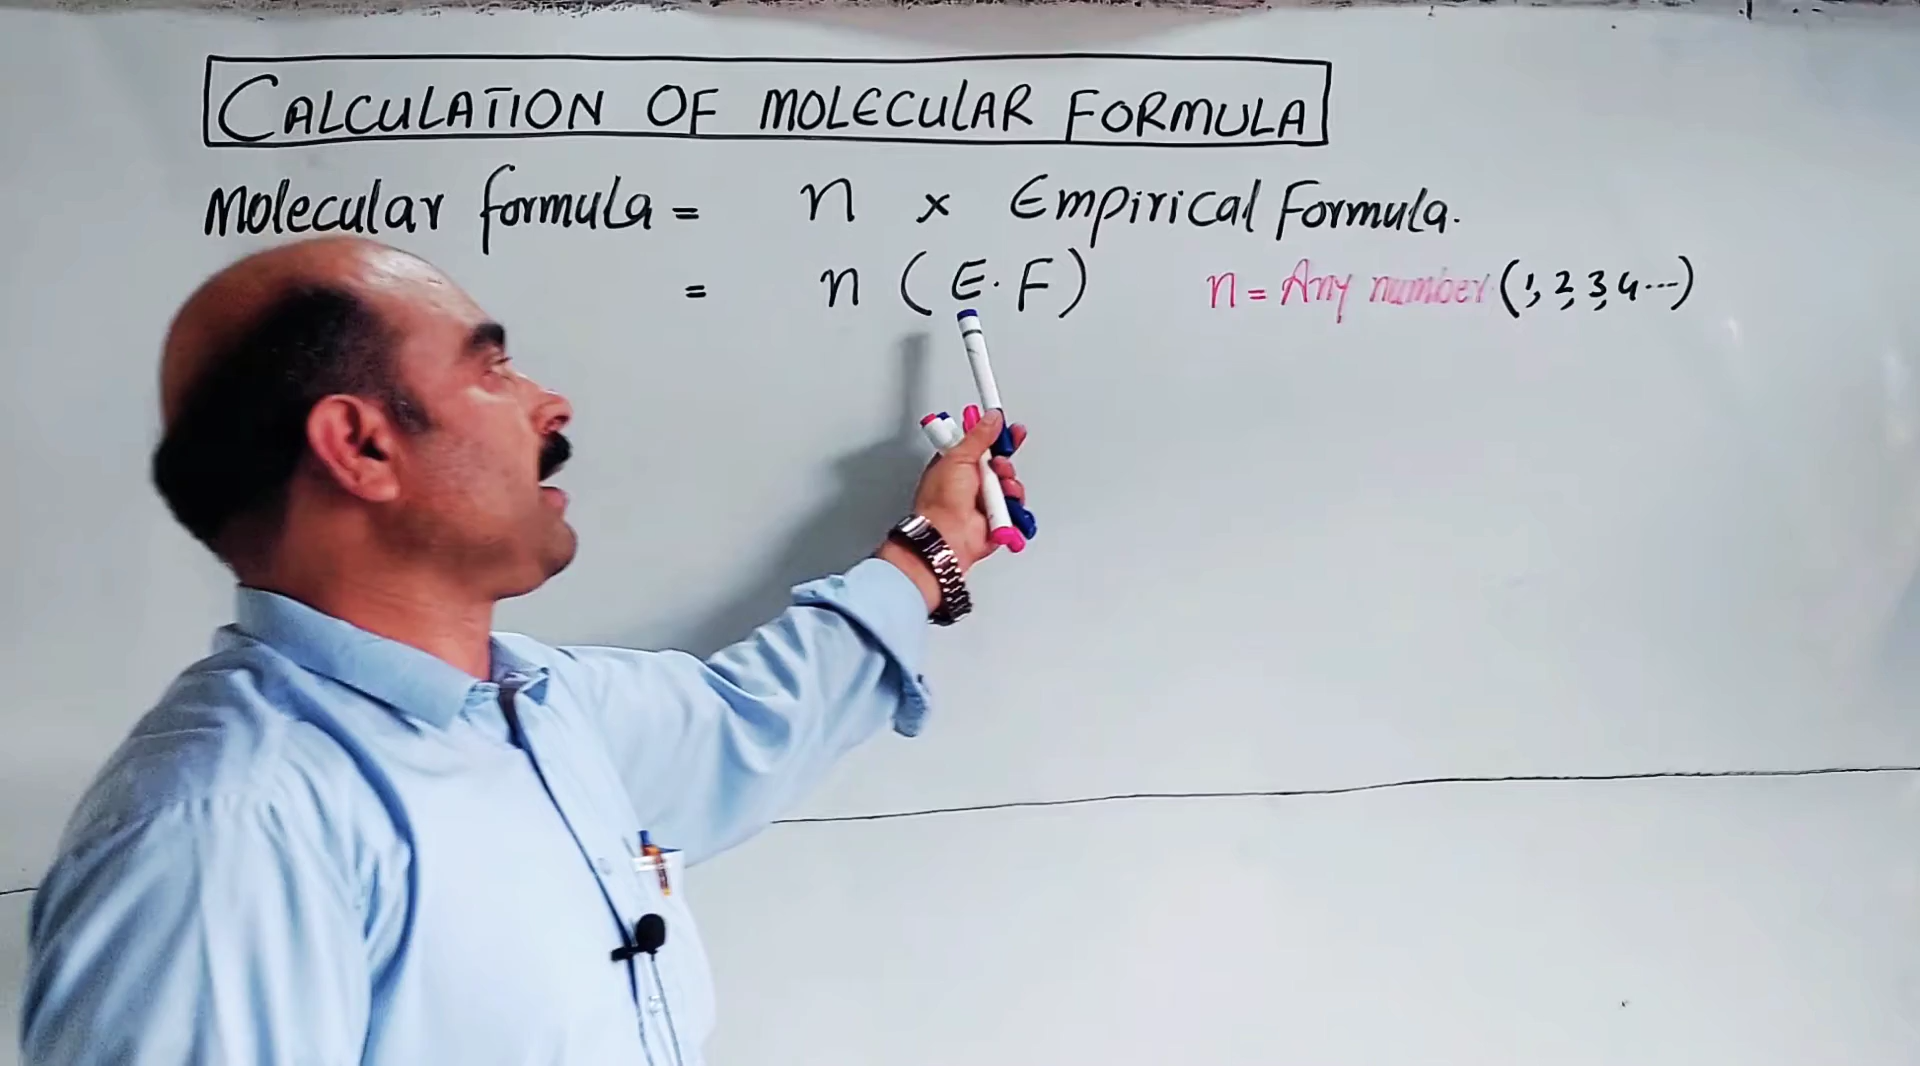 CALCULATION OF MOLECULAR FORMULA
Molecular formula = n × Empirical Formula.
= n (E.F) n = Any number (1, 2, 3, 4 ...)